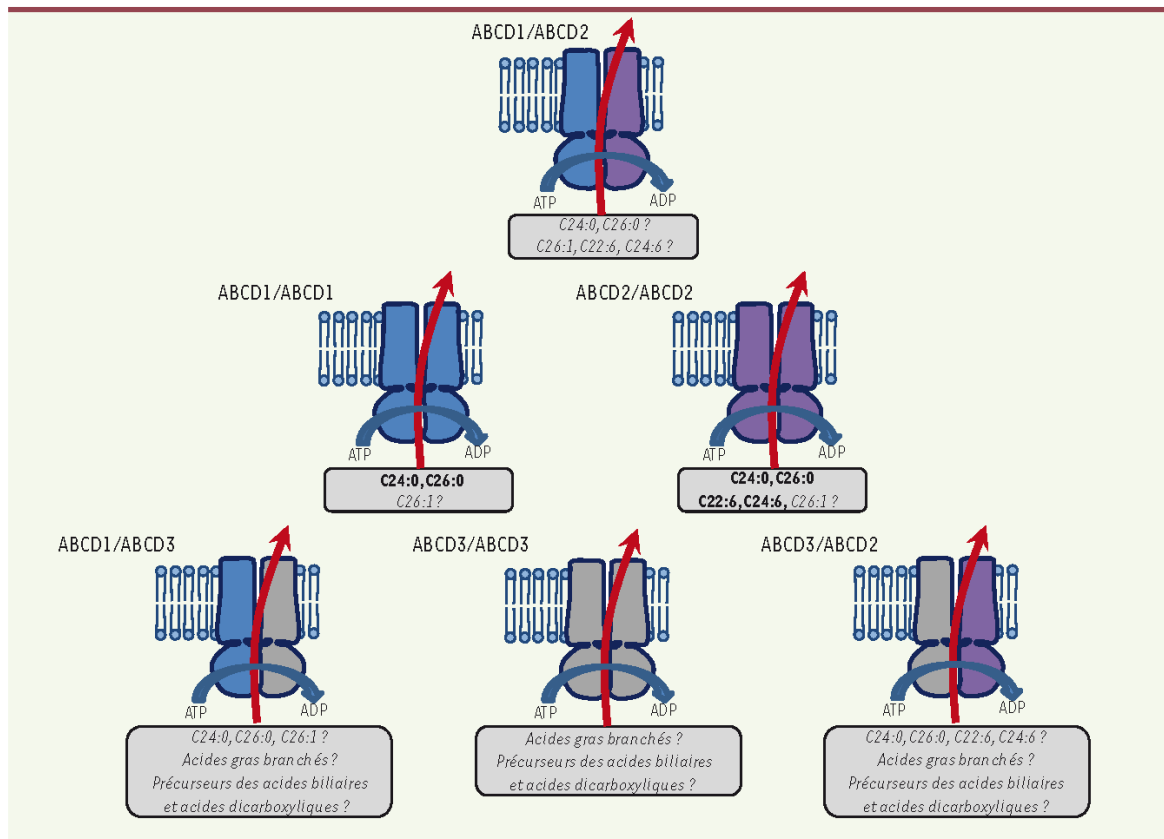 ABCD1/ABCD2
ATP
ADP
C24:0, C26:0 ?
C26:1, C22:6, C24:6 ?
ABCD1/ABCD1
ATP
ADP
C24:0, C26:0
C26:1 ?
ABCD2/ABCD2
ATP
ADP
C24:0, C26:0
C22:6, C24:6, C26:1 ?
ABCD1/ABCD3
ATP
ADP
C24:0, C26:0, C26:1 ?
Acides gras branchés ?
Précurseurs des acides biliaires
et acides dicarboxyliques ?
ABCD3/ABCD3
ATP
ADP
Acides gras branchés ?
Précurseurs des acides biliaires
et acides dicarboxyliques ?
ABCD3/ABCD2
ATP
ADP
C24:0, C26:0, C22:6, C24:6 ?
Acides gras branchés ?
Précurseurs des acides biliaires
et acides dicarboxyliques ?